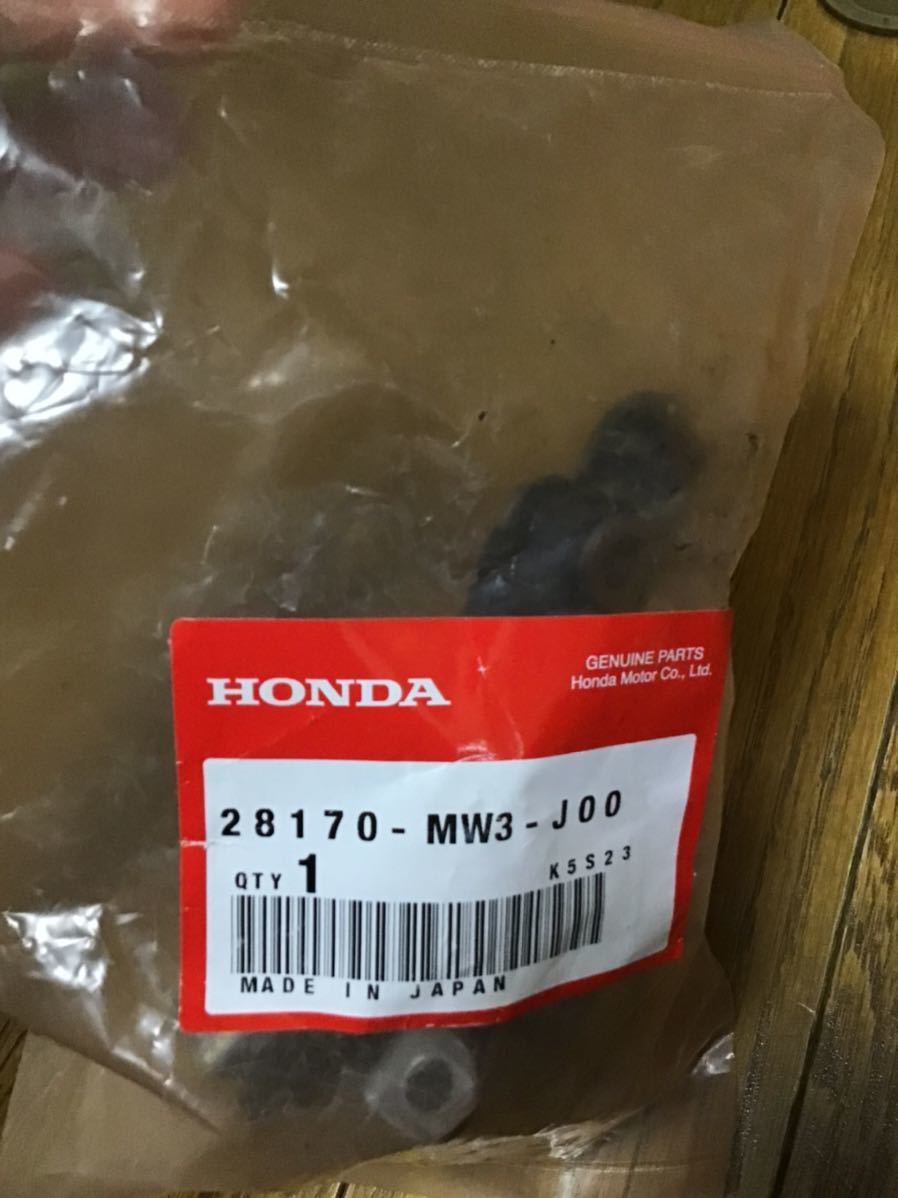 HONDA
GENUINE PARTS
Honda Motor Co., Ltd.
28170-MW3-J00
QTY 1
K5S23
MADE IN JAPAN